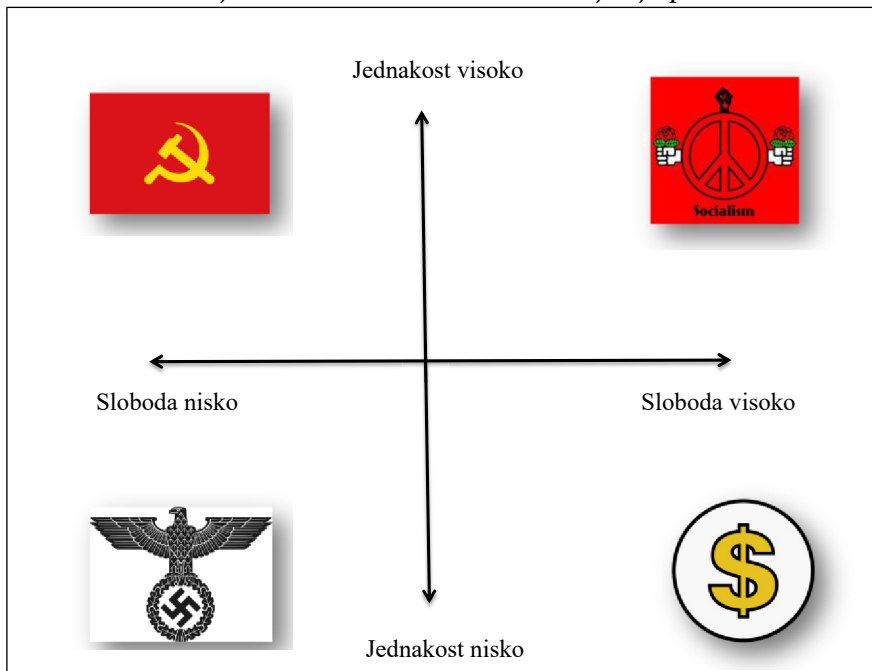 Jednakost visoko
Socialism
Sloboda nisko
Sloboda visoko
Jednakost nisko